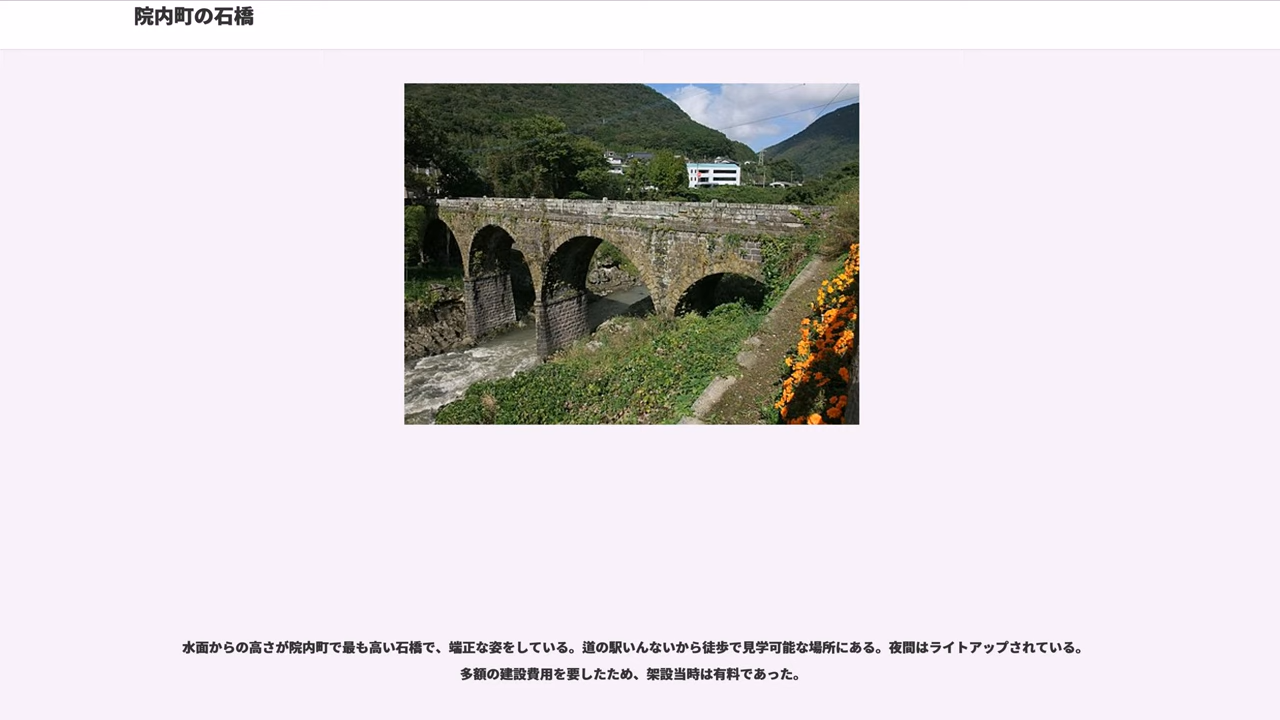 院内町の石橋
水面からの高さが院内町で最も高い石橋で、端正な姿をしている。道の駅いんないから徒歩で見学可能な場所にある。夜間はライトアップされている。
多額の建設費用を要したため、架設当時は有料であった。